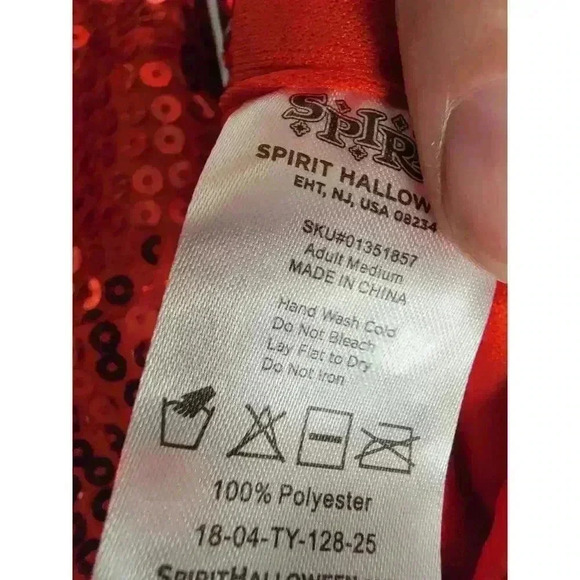 SPIRIT HALLOW
EHT, NJ, USA 08234
SKU#01351857
Adult Medium
MADE IN CHINA
Hand Wash Cold
Do Not Bleach
Lay Flat to Dry
Do Not Iron
100% Polyester
18-04-TY-128-25
SPIRITHALLOWEEN